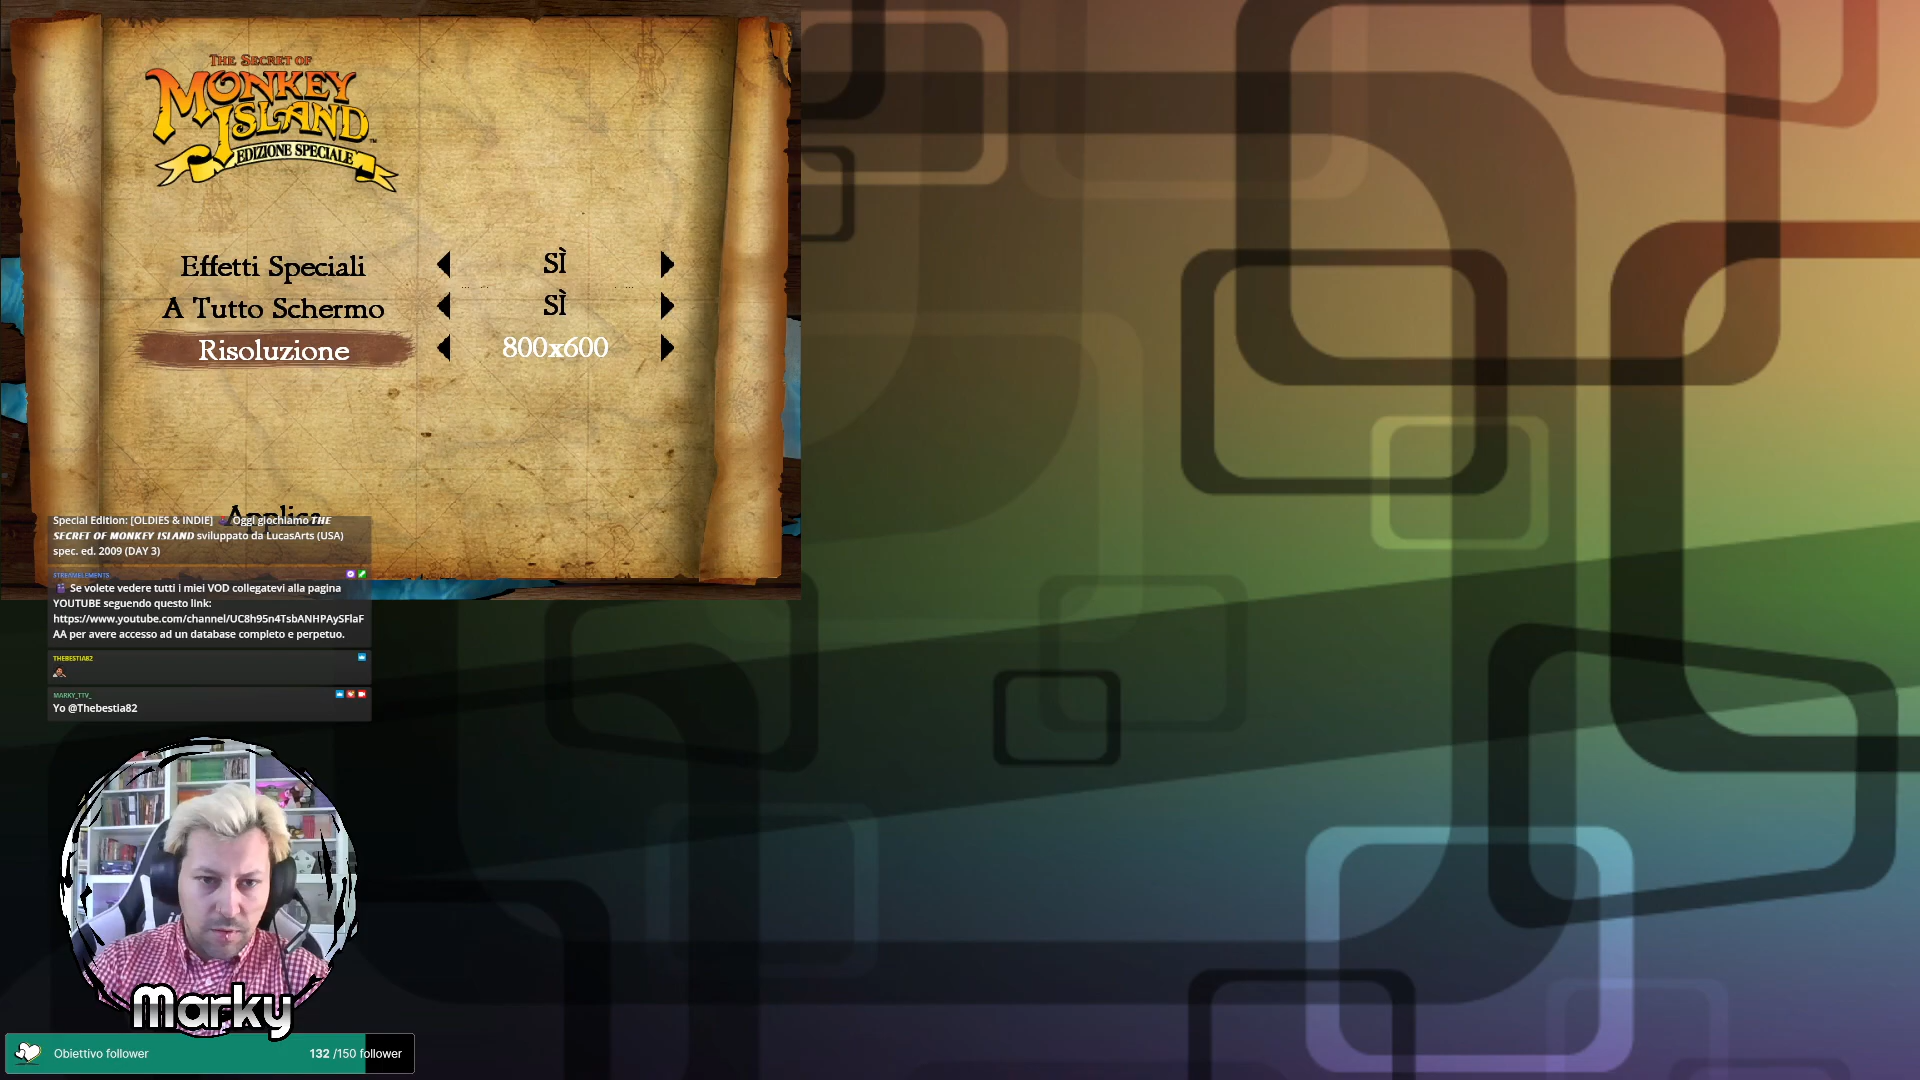 THE SECRET OF
MONKEY
ISLAND™
EDIZIONE SPECIALE
Effetti Speciali SÌ
A Tutto Schermo SÌ
Risoluzione 800x600
Applica
Special Edition: [OLDIES & INDIE] Oggi giochiamo THE
SECRET OF MONKEY ISLAND sviluppato da LucasArts (USA)
spec. ed. 2009 (DAY 3)
STREAMELEMENTS
Se volete vedere tutti i miei VOD collegatevi alla pagina
YOUTUBE seguendo questo link:
https://www.youtube.com/channel/UC8h95n4TsbANHPAySFlaF
AA per avere accesso ad un database completo e perpetuo.
THEBESTIA82
MARKY_TTV_
Yo @Thebestia82
Marky
Obiettivo follower 132 /150 follower